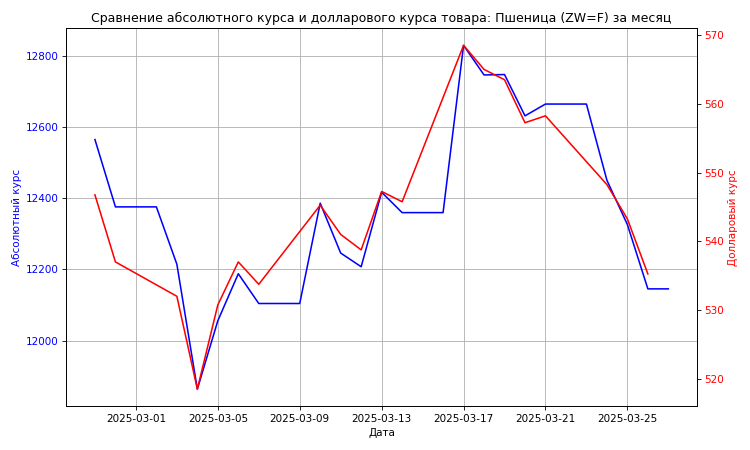 Сравнение абсолютного курса и долларового курса товара: Пшеница (ZW=F) за месяц
Абсолютный курс
12800
12600
12400
12200
12000
570
560
550
540
530
520
Долларовый курс
2025-03-01 2025-03-05 2025-03-09 2025-03-13 2025-03-17 2025-03-21 2025-03-25
Дата